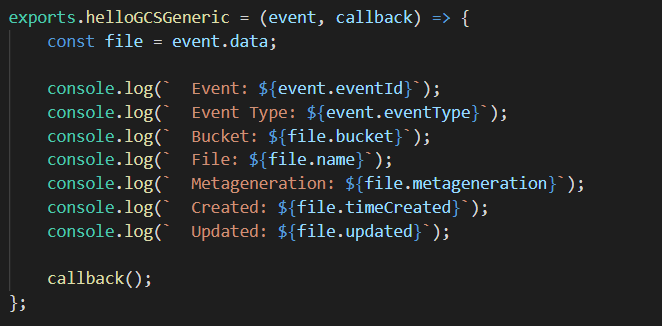 exports.helloGCSGeneric = (event, callback) => {
    const file = event.data;

    console.log(`  Event: ${event.eventId}`);
    console.log(`  Event Type: ${event.eventType}`);
    console.log(`  Bucket: ${file.bucket}`);
    console.log(`  File: ${file.name}`);
    console.log(`  Metageneration: ${file.metageneration}`);
    console.log(`  Created: ${file.timeCreated}`);
    console.log(`  Updated: ${file.updated}`);

    callback();
};